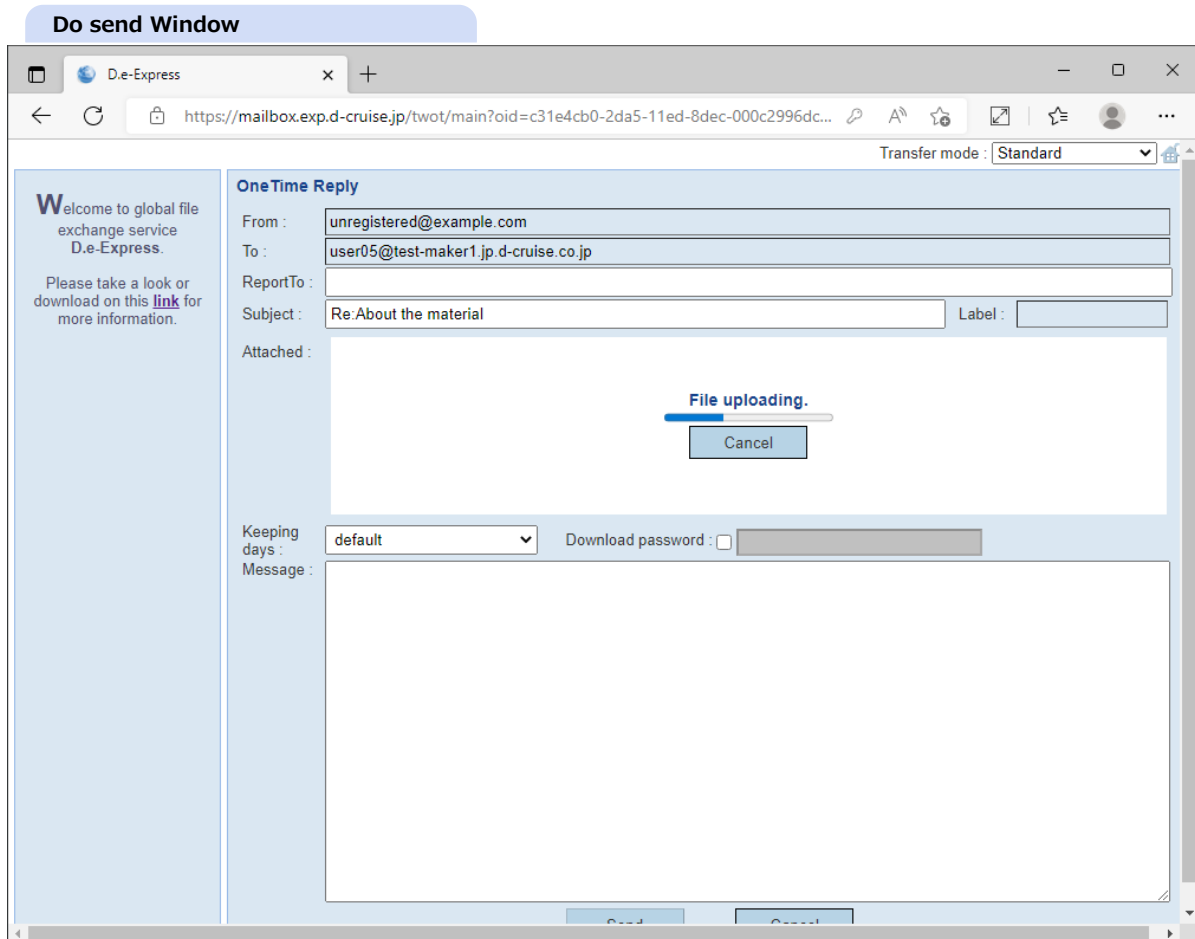 Do send Window
D.e-Express
https://mailbox.exp.d-cruise.jp/twot/main?oid=c31e4cb0-2da5-11ed-8dec-000c2996dc...
Transfer mode : Standard
Welcome to global file
exchange service
D.e-Express.
Please take a look or
download on this link for
more information.
OneTime Reply
From : unregistered@example.com
To : user05@test-maker1.jp.d-cruise.co.jp
ReportTo :
Subject : Re:About the material Label :
Attached :
File uploading.
Cancel
Keeping
days : default Download password :
Message :
Send Cancel